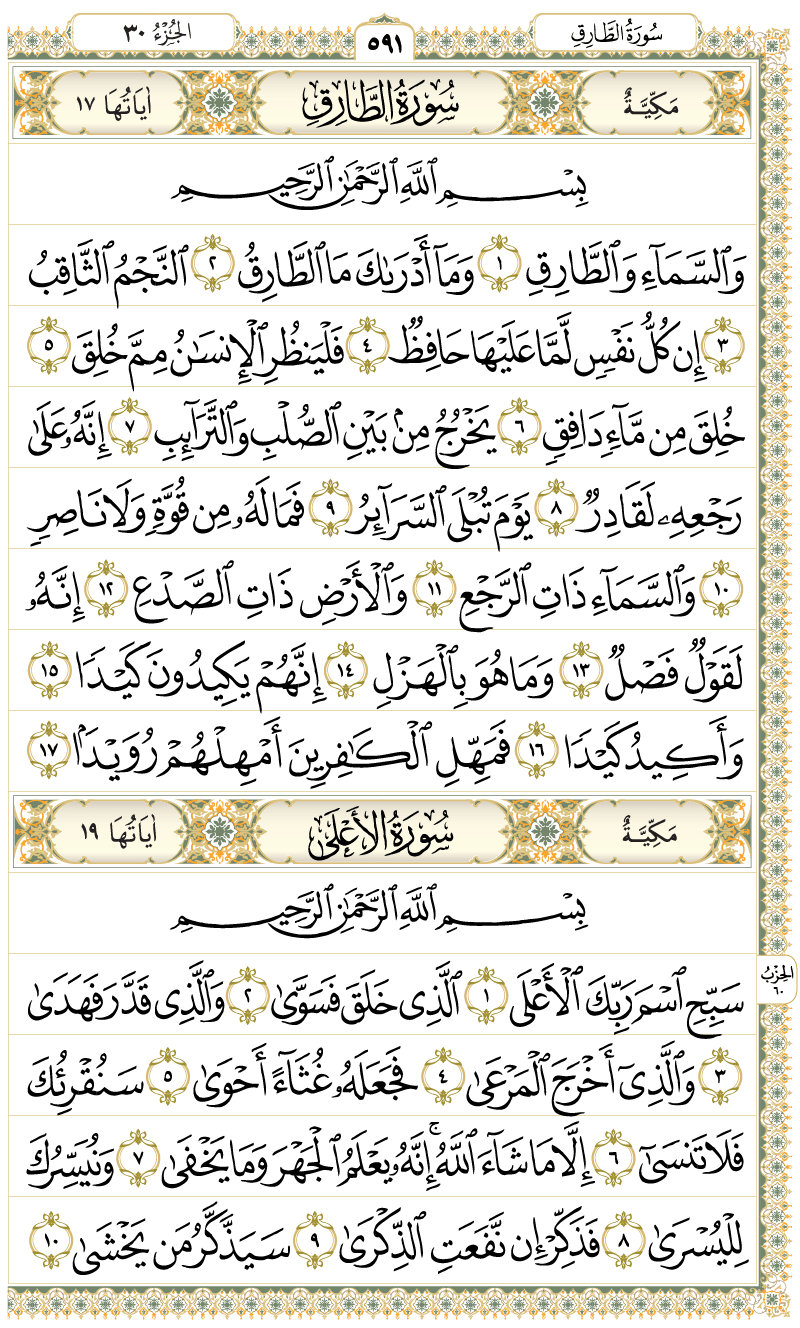 سُورَةُ الطَّارِقِ ٥٩١ الجُزْءُ ٣٠
مَكِّيَّةٌ سُورَةُ الطَّارِقِ اٰيَاتُهَا ١٧
بِسْمِ ٱللَّهِ ٱلرَّحْمَٰنِ ٱلرَّحِيمِ
وَٱلسَّمَآءِ وَٱلطَّارِقِ ١ وَمَآ أَدْرَىٰكَ مَا ٱلطَّارِقُ ٢ ٱلنَّجْمُ ٱلثَّاقِبُ
٣ إِن كُلُّ نَفْسٍ لَّمَّا عَلَيْهَا حَافِظٌ ٤ فَلْيَنظُرِ ٱلْإِنسَٰنُ مِمَّ خُلِقَ ٥
خُلِقَ مِن مَّآءٍ دَافِقٍ ٦ يَخْرُجُ مِنۢ بَيْنِ ٱلصُّلْبِ وَٱلتَّرَآئِبِ ٧ إِنَّهُۥ عَلَىٰ
رَجْعِهِۦ لَقَادِرٌ ٨ يَوْمَ تُبْلَى ٱلسَّرَآئِرُ ٩ فَمَا لَهُۥ مِن قُوَّةٍ وَلَا نَاصِرٍ
١٠ وَٱلسَّمَآءِ ذَاتِ ٱلرَّجْعِ ١١ وَٱلْأَرْضِ ذَاتِ ٱلصَّدْعِ ١٢ إِنَّهُۥ
لَقَوْلٌ فَصْلٌ ١٣ وَمَا هُوَ بِٱلْهَزْلِ ١٤ إِنَّهُمْ يَكِيدُونَ كَيْدًا ١٥
وَأَكِيدُ كَيْدًا ١٦ فَمَهِّلِ ٱلْكَٰفِرِينَ أَمْهِلْهُمْ رُوَيْدًۢا ١٧
مَكِّيَّةٌ سُورَةُ الأَعْلَىٰ اٰيَاتُهَا ١٩
بِسْمِ ٱللَّهِ ٱلرَّحْمَٰنِ ٱلرَّحِيمِ
الحِزْبُ ٦٠
سَبِّحِ ٱسْمَ رَبِّكَ ٱلْأَعْلَى ١ ٱلَّذِى خَلَقَ فَسَوَّىٰ ٢ وَٱلَّذِى قَدَّرَ فَهَدَىٰ
٣ وَٱلَّذِىٓ أَخْرَجَ ٱلْمَرْعَىٰ ٤ فَجَعَلَهُۥ غُثَآءً أَحْوَىٰ ٥ سَنُقْرِئُكَ
فَلَا تَنسَىٰٓ ٦ إِلَّا مَا شَآءَ ٱللَّهُ ۚ إِنَّهُۥ يَعْلَمُ ٱلْجَهْرَ وَمَا يَخْفَىٰ ٧ وَنُيَسِّرُكَ
لِلْيُسْرَىٰ ٨ فَذَكِّرْ إِن نَّفَعَتِ ٱلذِّكْرَىٰ ٩ سَيَذَّكَّرُ مَن يَخْشَىٰ ١٠